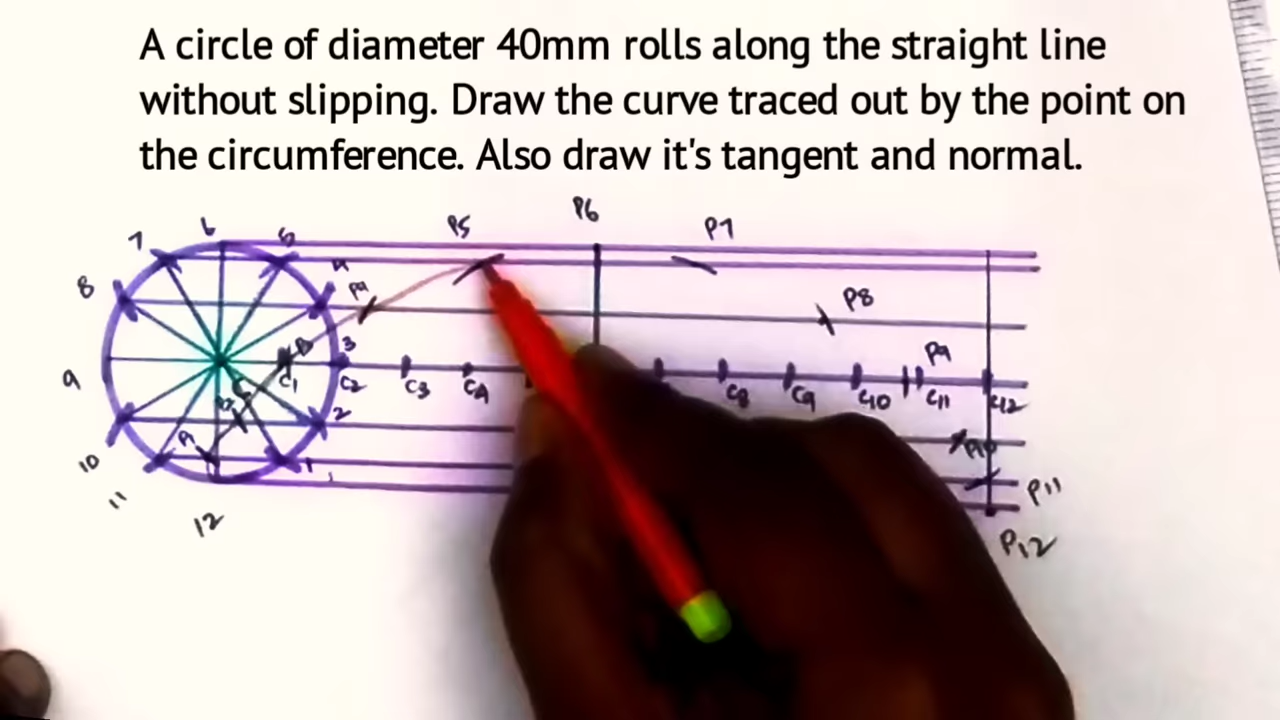 A circle of diameter 40mm rolls along the straight line
without slipping. Draw the curve traced out by the point on
the circumference. Also draw it's tangent and normal.
P6
6 P5 P7
7 5
4
8 P4 P8
3 P9
9 C1 C2 C3 C4 C8 C9 C10 C11 C12
2
10 1 P10
11 P11
12 P12